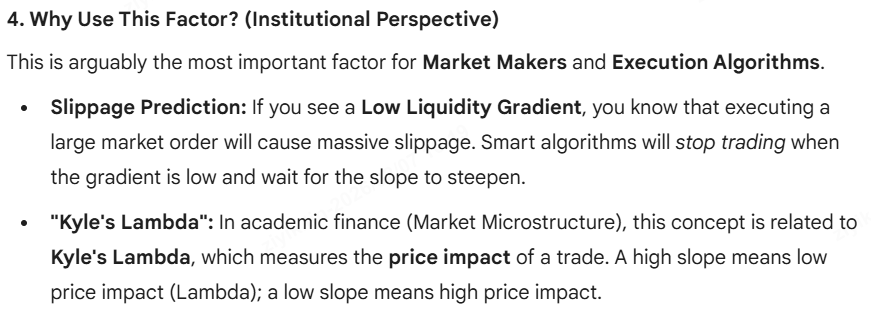 4. Why Use This Factor? (Institutional Perspective)
This is arguably the most important factor for Market Makers and Execution Algorithms.
• Slippage Prediction: If you see a Low Liquidity Gradient, you know that executing a
large market order will cause massive slippage. Smart algorithms will stop trading when
the gradient is low and wait for the slope to steepen.
• "Kyle's Lambda": In academic finance (Market Microstructure), this concept is related to
Kyle's Lambda, which measures the price impact of a trade. A high slope means low
price impact (Lambda); a low slope means high price impact.